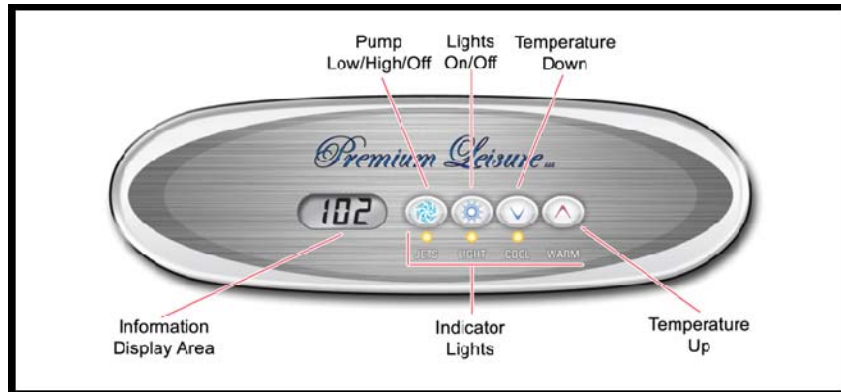 Pump
Low/High/Off
Lights
On/Off
Temperature
Down
Premium Leisure
102
JETS LIGHT COOL WARM
Information
Display Area
Indicator
Lights
Temperature
Up